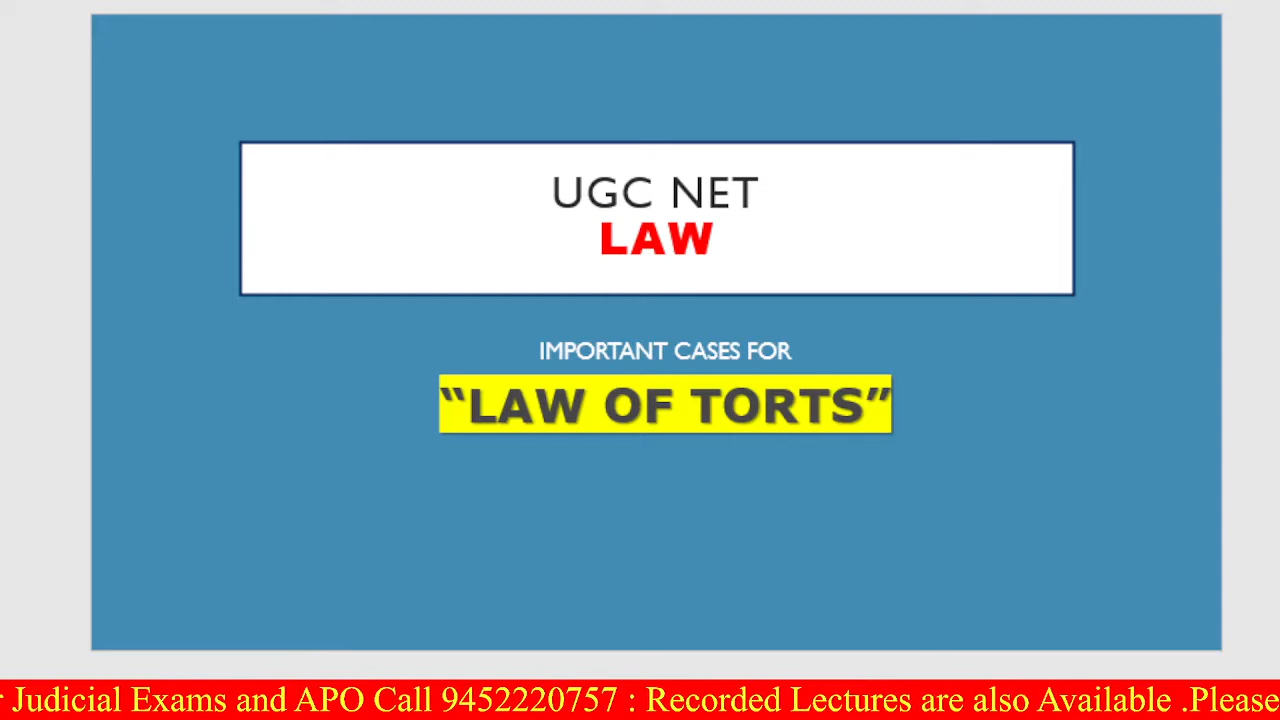 UGC NET
LAW
IMPORTANT CASES FOR
“LAW OF TORTS”
Judicial Exams and APO Call 9452220757 : Recorded Lectures are also Available .Please